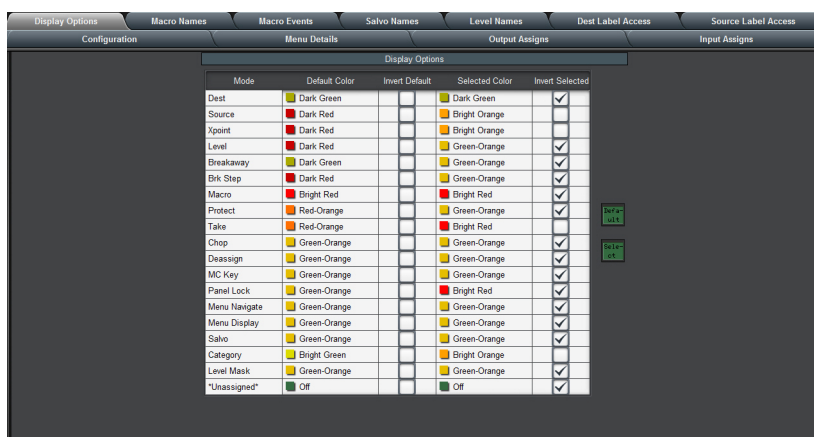 Display Options Macro Names Macro Events Salvo Names Level Names Dest Label Access Source Label Access
Configuration Menu Details Output Assigns Input Assigns
Display Options
Mode Default Color Invert Default Selected Color Invert Selected
Dest Dark Green Dark Green
Source Dark Red Bright Orange
Xpoint Dark Red Bright Orange
Level Dark Red Green-Orange
Breakaway Dark Green Green-Orange
Brk Step Dark Red Green-Orange
Macro Bright Red Bright Red
Protect Red-Orange Green-Orange
Take Red-Orange Bright Red
Chop Green-Orange Green-Orange
Deassign Green-Orange Green-Orange
MC Key Green-Orange Green-Orange
Panel Lock Green-Orange Bright Red
Menu Navigate Green-Orange Green-Orange
Menu Display Green-Orange Green-Orange
Salvo Green-Orange Green-Orange
Category Bright Green Bright Orange
Level Mask Green-Orange Green-Orange
*Unassigned* Off Off
Defa-
ult
Sele-
ct